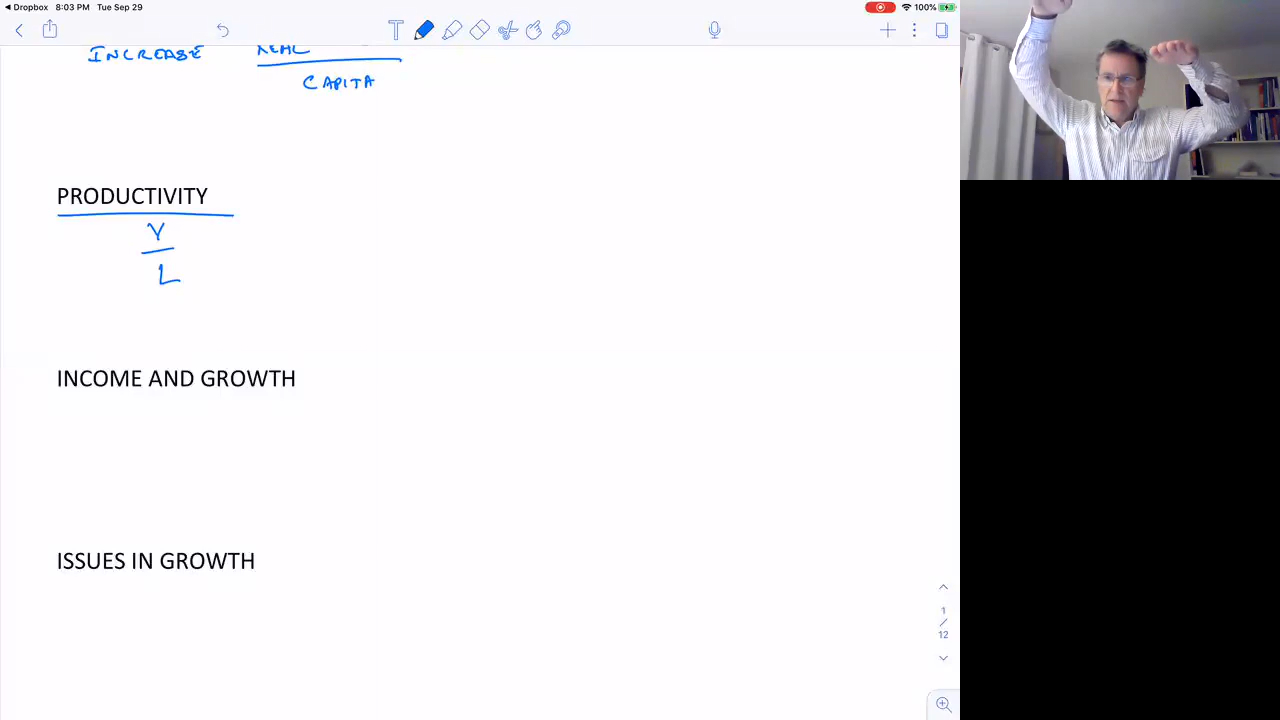 Dropbox 8:03 PM Tue Sep 29
100%
INCREASE REAL
CAPITA
PRODUCTIVITY
Y
L
INCOME AND GROWTH
ISSUES IN GROWTH
1
/
12